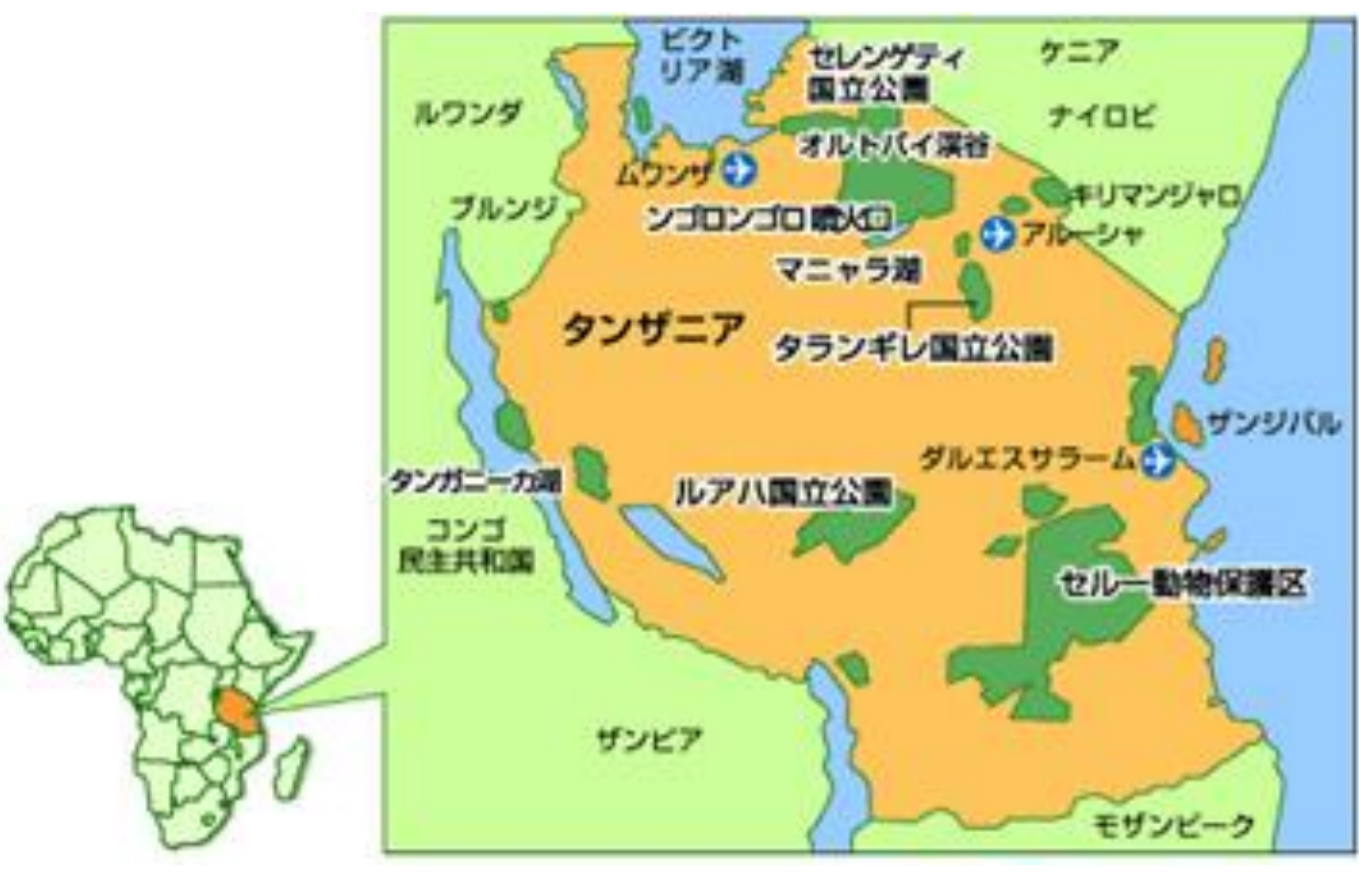 ビクト
リア湖
セレンゲティ
国立公園
ケニア
ルワンダ
ナイロビ
オルトバイ渓谷
ムワンザ
キリマンジャロ
ブルンジ
ンゴロンゴロ 噴火口
アルーシャ
マニャラ湖
タンザニア
タランギレ国立公園
ザンジバル
ダルエスサラーム
タンガニーカ湖
ルアハ国立公園
コンゴ
民主共和国
セルー動物保護区
ザンビア
モザンビーク